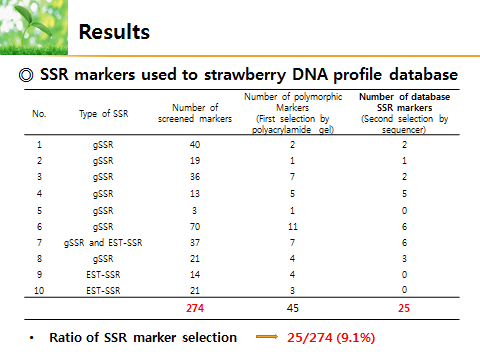 Results
◎ SSR markers used to strawberry DNA profile database
No. Type of SSR Number of screened markers Number of polymorphic Markers (First selection by polyacrylamide gel) Number of database SSR markers (Second selection by sequencer)
1 gSSR 40 2 2
2 gSSR 19 1 1
3 gSSR 36 7 2
4 gSSR 13 5 5
5 gSSR 3 1 0
6 gSSR 70 11 6
7 gSSR and EST-SSR 37 7 6
8 gSSR 21 4 3
9 EST-SSR 14 4 0
10 EST-SSR 21 3 0
274 45 25
• Ratio of SSR marker selection 25/274 (9.1%)